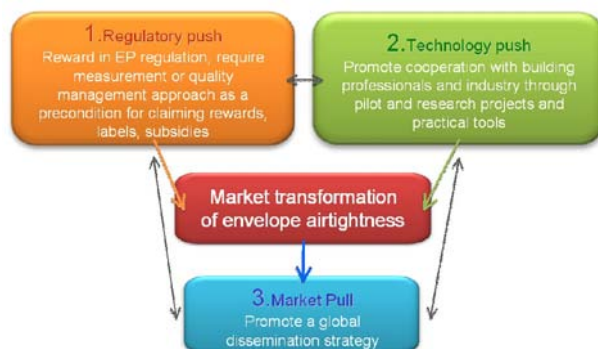 1.Regulatory push
Reward in EP regulation, require
measurement or quality
management approach as a
precondition for claiming rewards,
labels, subsidies
2.Technology push
Promote cooperation with building
professionals and industry through
pilot and research projects and
practical tools
Market transformation
of envelope airtightness
3.Market Pull
Promote a global
dissemination strategy